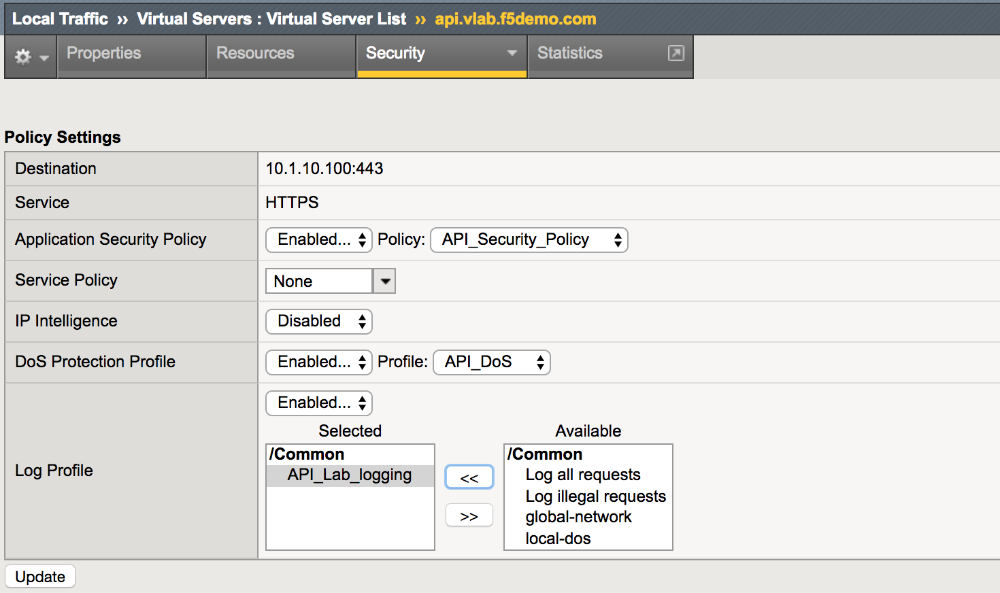 Local Traffic ›› Virtual Servers : Virtual Server List ›› api.vlab.f5demo.com
Properties Resources Security Statistics
Policy Settings
Destination 10.1.10.100:443
Service HTTPS
Application Security Policy Enabled... Policy: API_Security_Policy
Service Policy None
IP Intelligence Disabled
DoS Protection Profile Enabled... Profile: API_DoS
Log Profile Enabled...
Selected Available
/Common /Common
API_Lab_logging << Log all requests
Log illegal requests
>> global-network
local-dos
Update